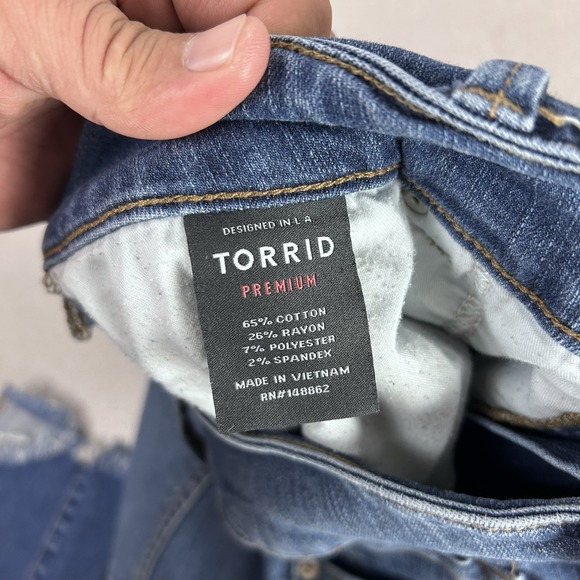 DESIGNED IN L.A.
TORRID
PREMIUM
65% COTTON
26% RAYON
7% POLYESTER
2% SPANDEX
MADE IN VIETNAM
RN#148862